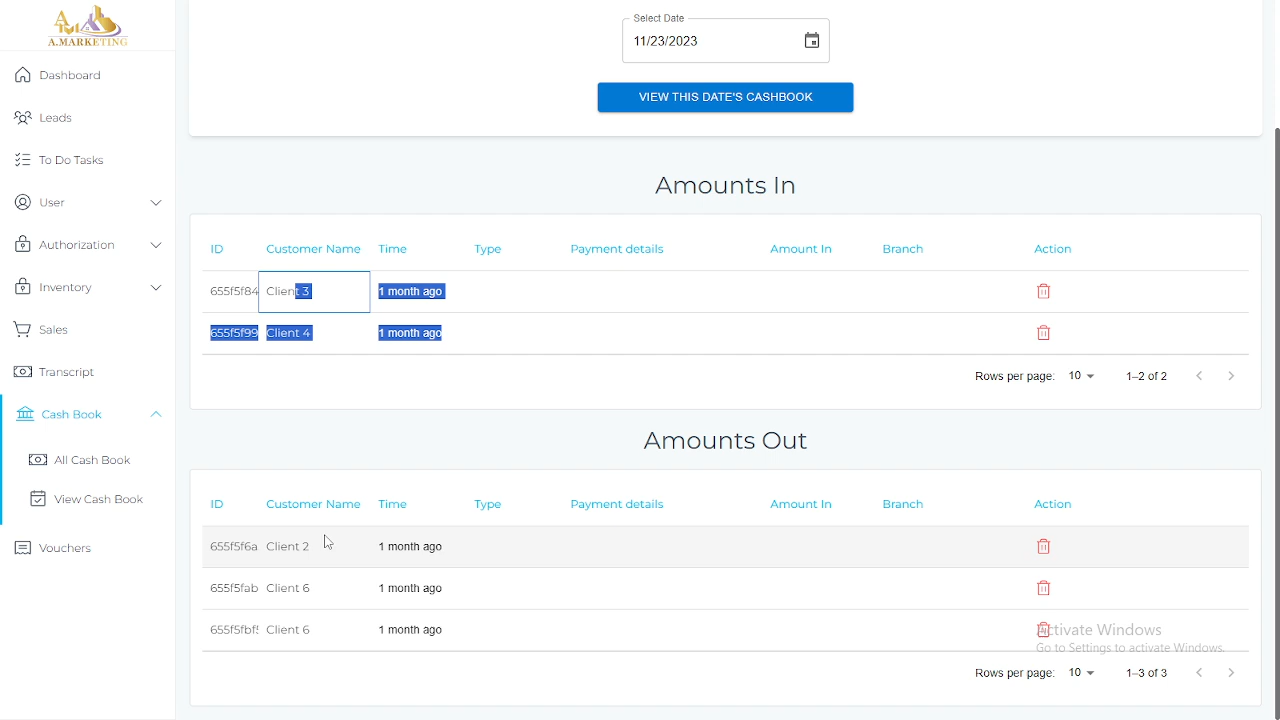 A.MARKETING
Dashboard
Leads
To Do Tasks
User
Authorization
Inventory
Sales
Transcript
Cash Book
All Cash Book
View Cash Book
Vouchers
Select Date
11/23/2023
VIEW THIS DATE'S CASHBOOK
Amounts In
ID Customer Name Time Type Payment details Amount In Branch Action
655f5f84 Client 3 1 month ago
655f5f99 Client 4 1 month ago
Rows per page: 10 1–2 of 2
Amounts Out
ID Customer Name Time Type Payment details Amount In Branch Action
655f5f6a Client 2 1 month ago
655f5fab Client 6 1 month ago
655f5fbf Client 6 1 month ago
Activate Windows
Go to Settings to activate Windows.
Rows per page: 10 1–3 of 3